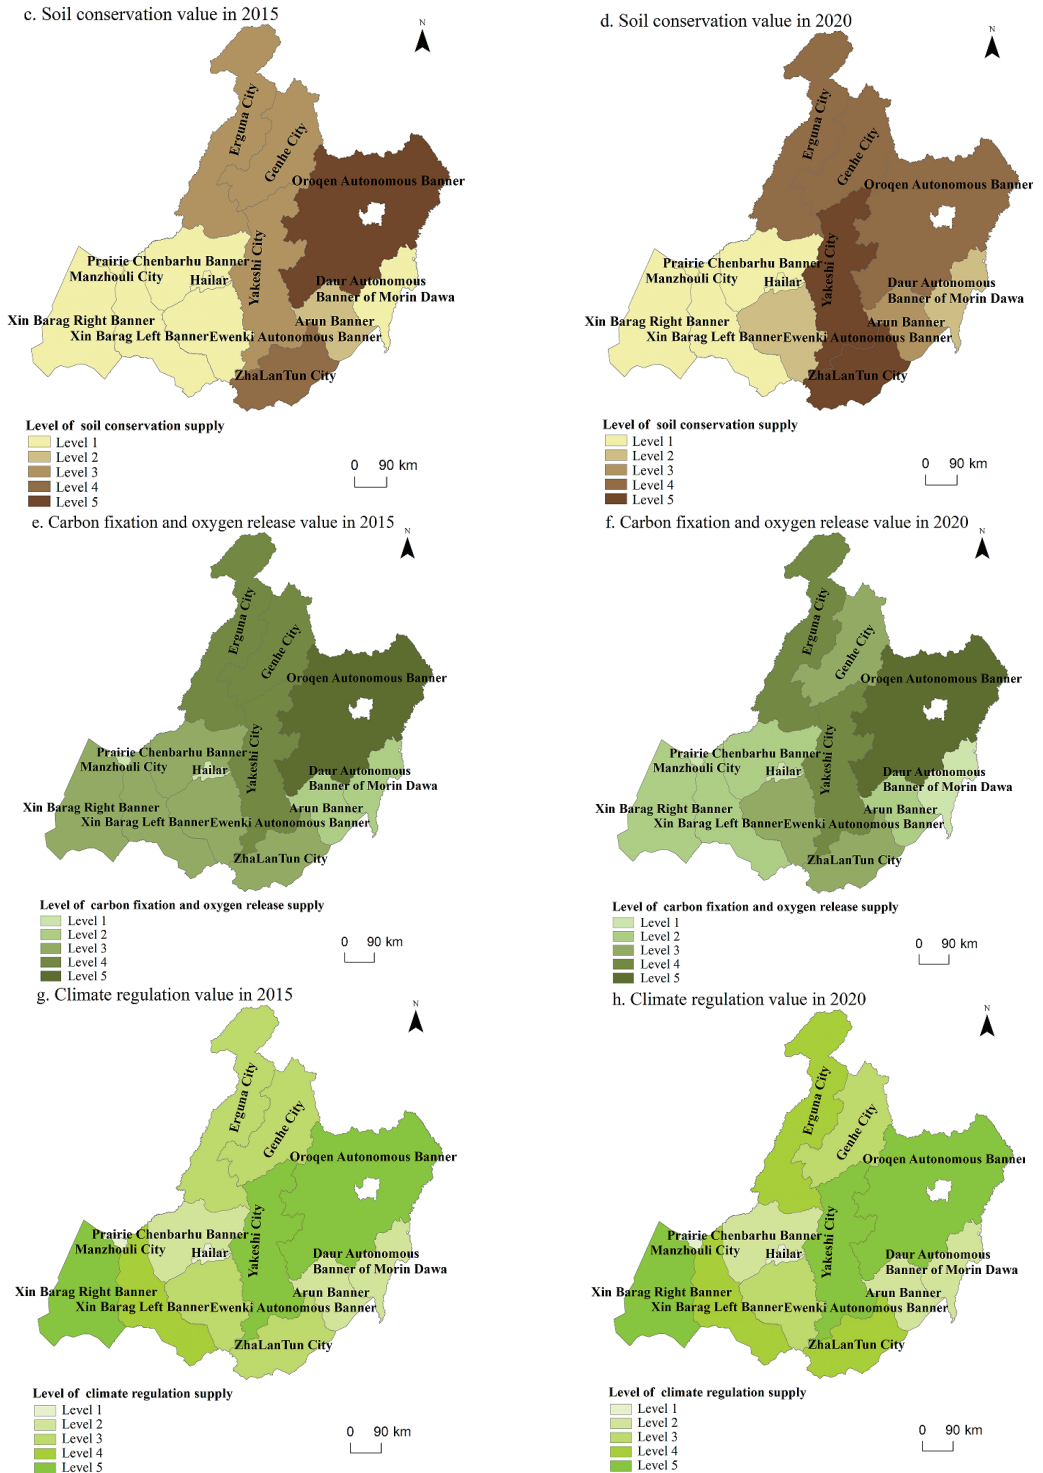 c. Soil conservation value in 2015
N
Erguna City
Genhe City
Oroqen Autonomous Banner
Prairie Chenbarhu Banner
Manzhouli City
Hailar
Yakeshi City
Daur Autonomous
Banner of Morin Dawa
Xin Barag Right Banner
Arun Banner
Xin Barag Left Banner
Ewenki Autonomous Banner
ZhaLanTun City
Level of soil conservation supply
Level 1
Level 2
Level 3
Level 4
Level 5
0 90 km
d. Soil conservation value in 2020
N
Erguna City
Genhe City
Oroqen Autonomous Banner
Prairie Chenbarhu Banner
Manzhouli City
Hailar
Yakeshi City
Daur Autonomous
Banner of Morin Dawa
Xin Barag Right Banner
Arun Banner
Xin Barag Left Banner
Ewenki Autonomous Banner
ZhaLanTun City
Level of soil conservation supply
Level 1
Level 2
Level 3
Level 4
Level 5
0 90 km
e. Carbon fixation and oxygen release value in 2015
N
Erguna City
Genhe City
Oroqen Autonomous Banner
Prairie Chenbarhu Banner
Manzhouli City
Hailar
Yakeshi City
Daur Autonomous
Banner of Morin Dawa
Xin Barag Right Banner
Arun Banner
Xin Barag Left Banner
Ewenki Autonomous Banner
ZhaLanTun City
Level of carbon fixation and oxygen release supply
Level 1
Level 2
Level 3
Level 4
Level 5
0 90 km
f. Carbon fixation and oxygen release value in 2020
N
Erguna City
Genhe City
Oroqen Autonomous Banner
Prairie Chenbarhu Banner
Manzhouli City
Hailar
Yakeshi City
Daur Autonomous
Banner of Morin Dawa
Xin Barag Right Banner
Arun Banner
Xin Barag Left Banner
Ewenki Autonomous Banner
ZhaLanTun City
Level of carbon fixation and oxygen release supply
Level 1
Level 2
Level 3
Level 4
Level 5
0 90 km
g. Climate regulation value in 2015
N
Erguna City
Genhe City
Oroqen Autonomous Banner
Prairie Chenbarhu Banner
Manzhouli City
Hailar
Yakeshi City
Daur Autonomous
Banner of Morin Dawa
Xin Barag Right Banner
Arun Banner
Xin Barag Left Banner
Ewenki Autonomous Banner
ZhaLanTun City
Level of climate regulation supply
Level 1
Level 2
Level 3
Level 4
Level 5
0 90 km
h. Climate regulation value in 2020
N
Erguna City
Genhe City
Oroqen Autonomous Banner
Prairie Chenbarhu Banner
Manzhouli City
Hailar
Yakeshi City
Daur Autonomous
Banner of Morin Dawa
Xin Barag Right Banner
Arun Banner
Xin Barag Left Banner
Ewenki Autonomous Banner
ZhaLanTun City
Level of climate regulation supply
Level 1
Level 2
Level 3
Level 4
Level 5
0 90 km